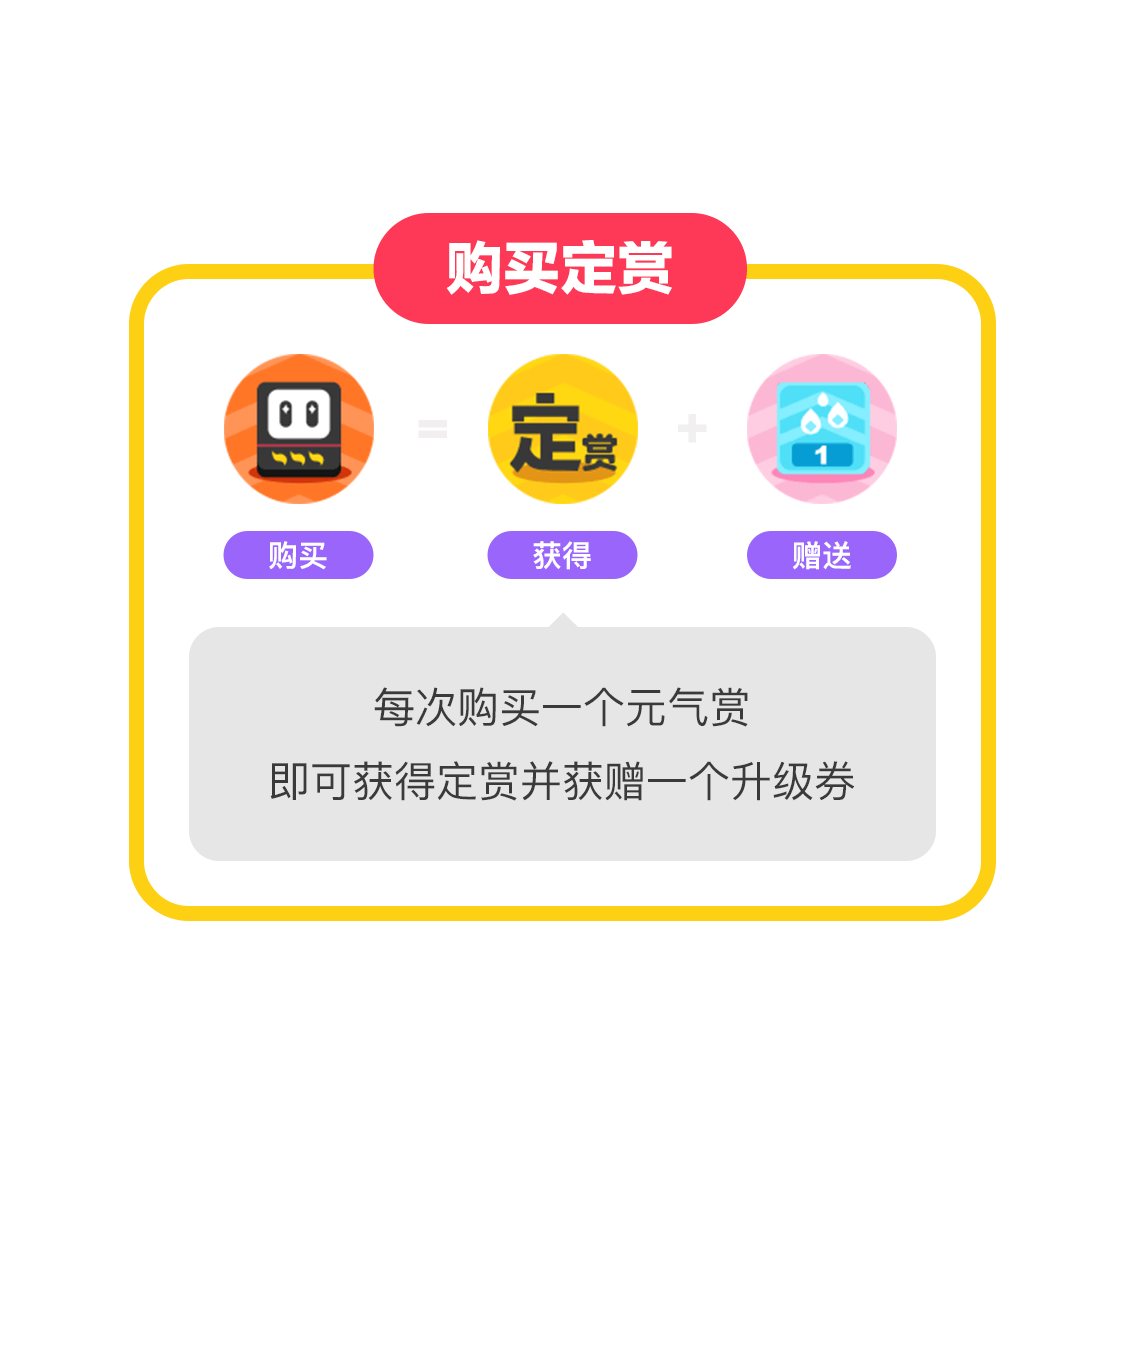 购买定赏
=
定赏
+
1
购买
获得
赠送
每次购买一个元气赏
即可获得定赏并获赠一个升级券